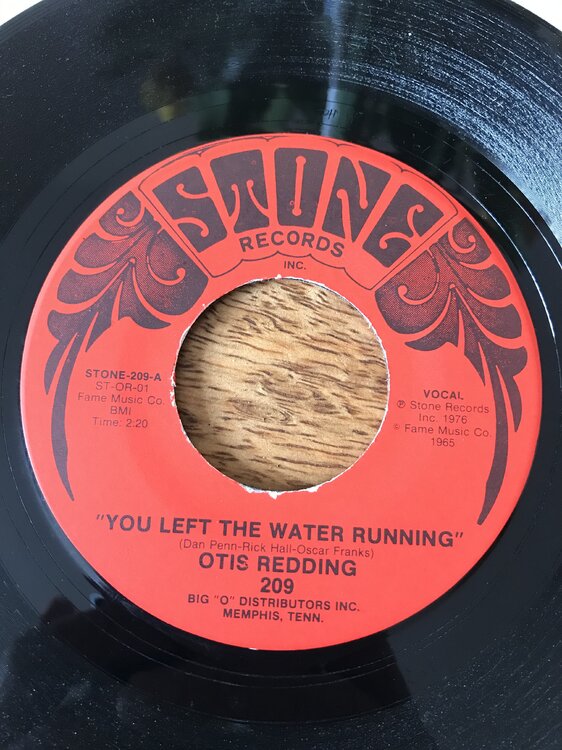 STONE
RECORDS
INC.
STONE-209-A
ST-OR-01
Fame Music Co.
BMI
Time: 2:20
VOCAL
℗ Stone Records
Inc. 1976
© Fame Music Co.
1965
"YOU LEFT THE WATER RUNNING"
(Dan Penn-Rick Hall-Oscar Franks)
OTIS REDDING
209
BIG "O" DISTRIBUTORS INC.
MEMPHIS, TENN.